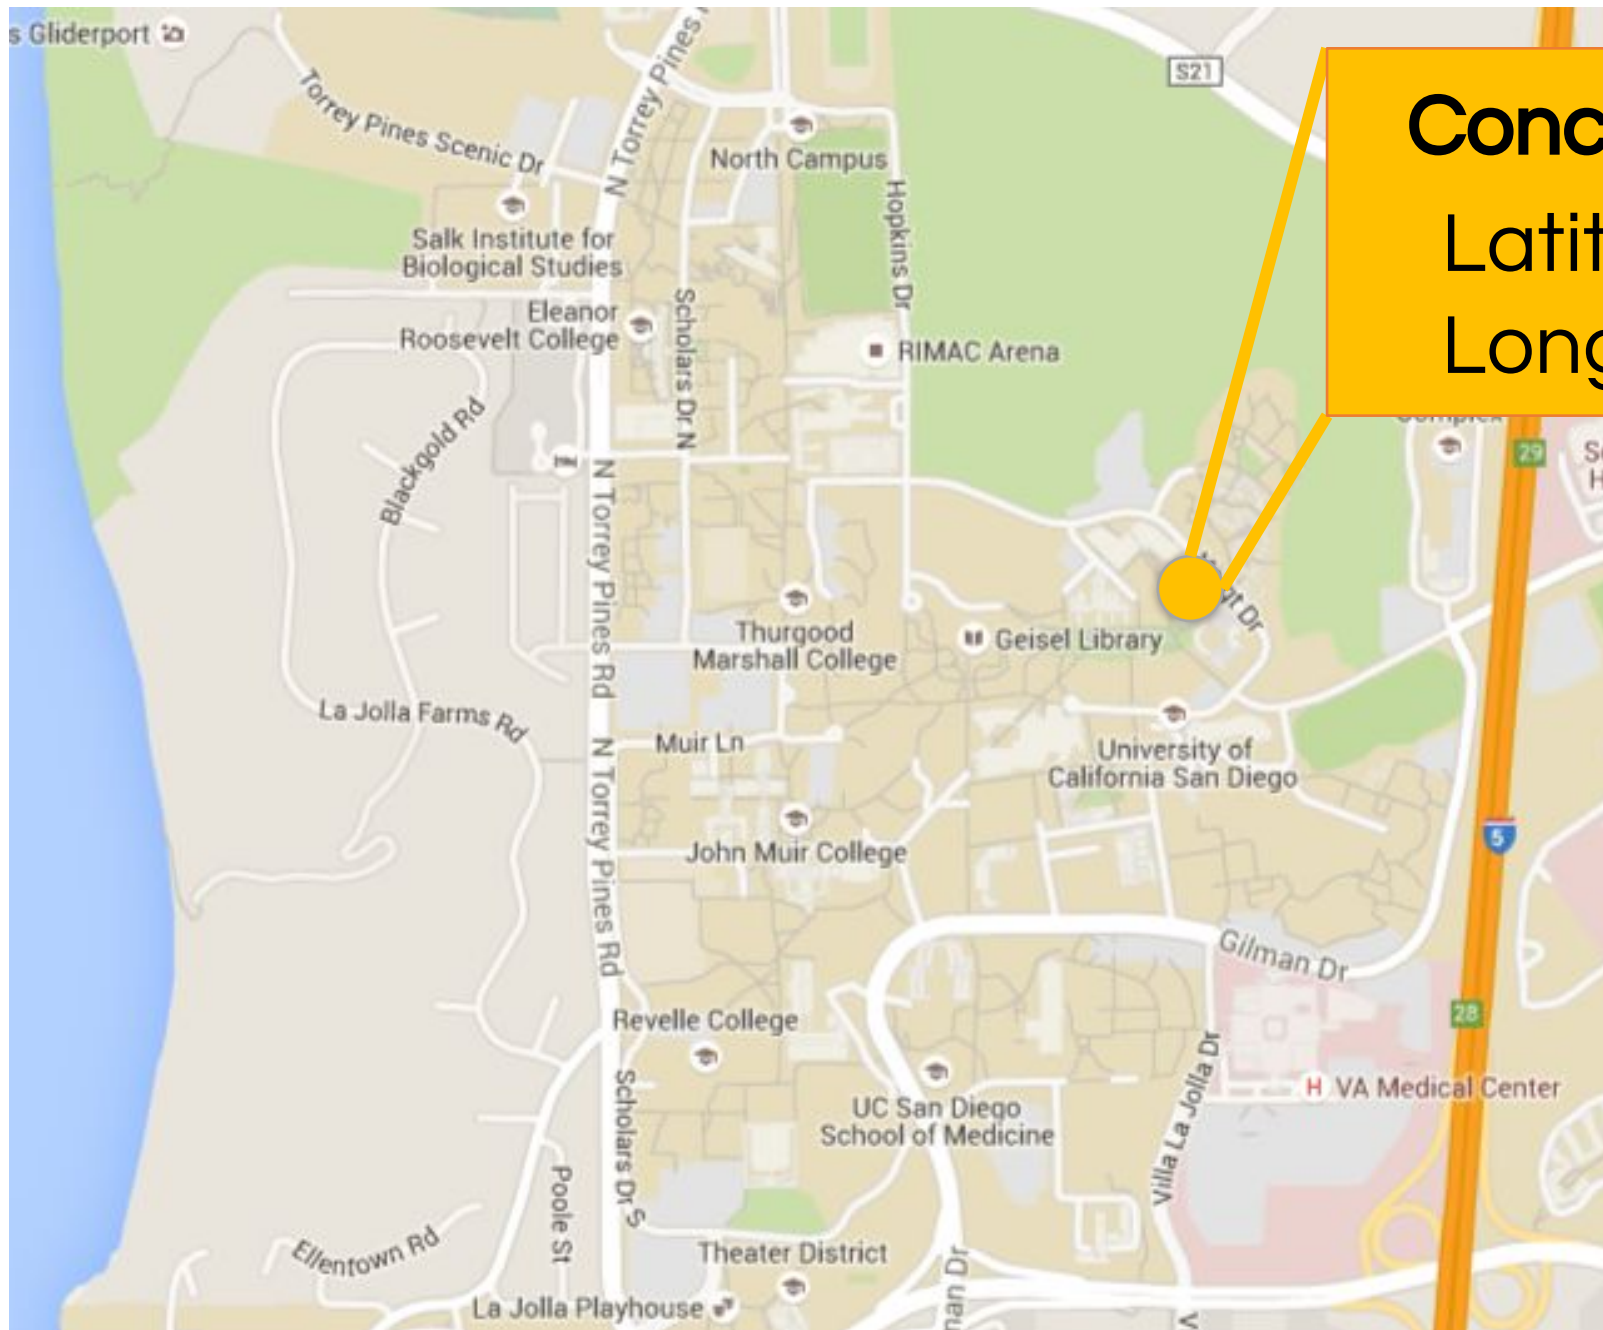 s Gliderport
Torrey Pines Scenic Dr
N Torrey Pines
S21
Conc
Latit
Long
North Campus
Hopkins Dr
Salk Institute for
Biological Studies
Eleanor
Roosevelt College
Scholars Dr N
RIMAC Arena
Blackgold Rd
Complex
29
N Torrey Pines Rd
Thurgood
Marshall College
Geisel Library
La Jolla Farms Rd
Muir Ln
N Torrey Pines Rd
University of
California San Diego
John Muir College
5
Gilman Dr
28
Revelle College
Scholars Dr S
UC San Diego
School of Medicine
Villa La Jolla Dr
H VA Medical Center
Poole St
Ellentown Rd
Theater District
La Jolla Playhouse
man Dr